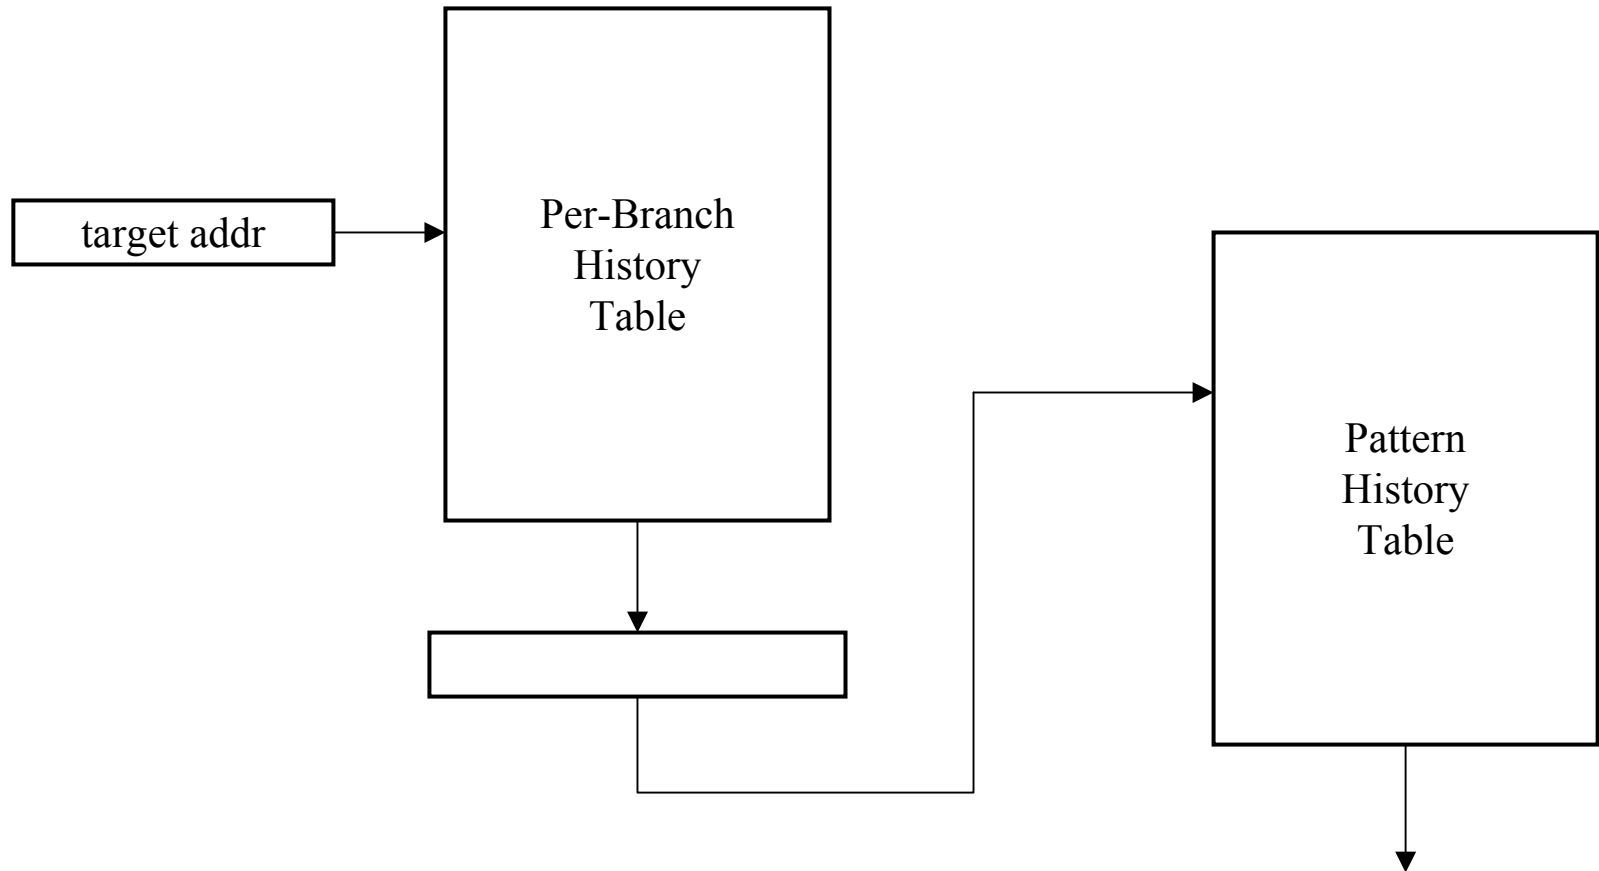 target addr
Per-Branch
History
Table
Pattern
History
Table